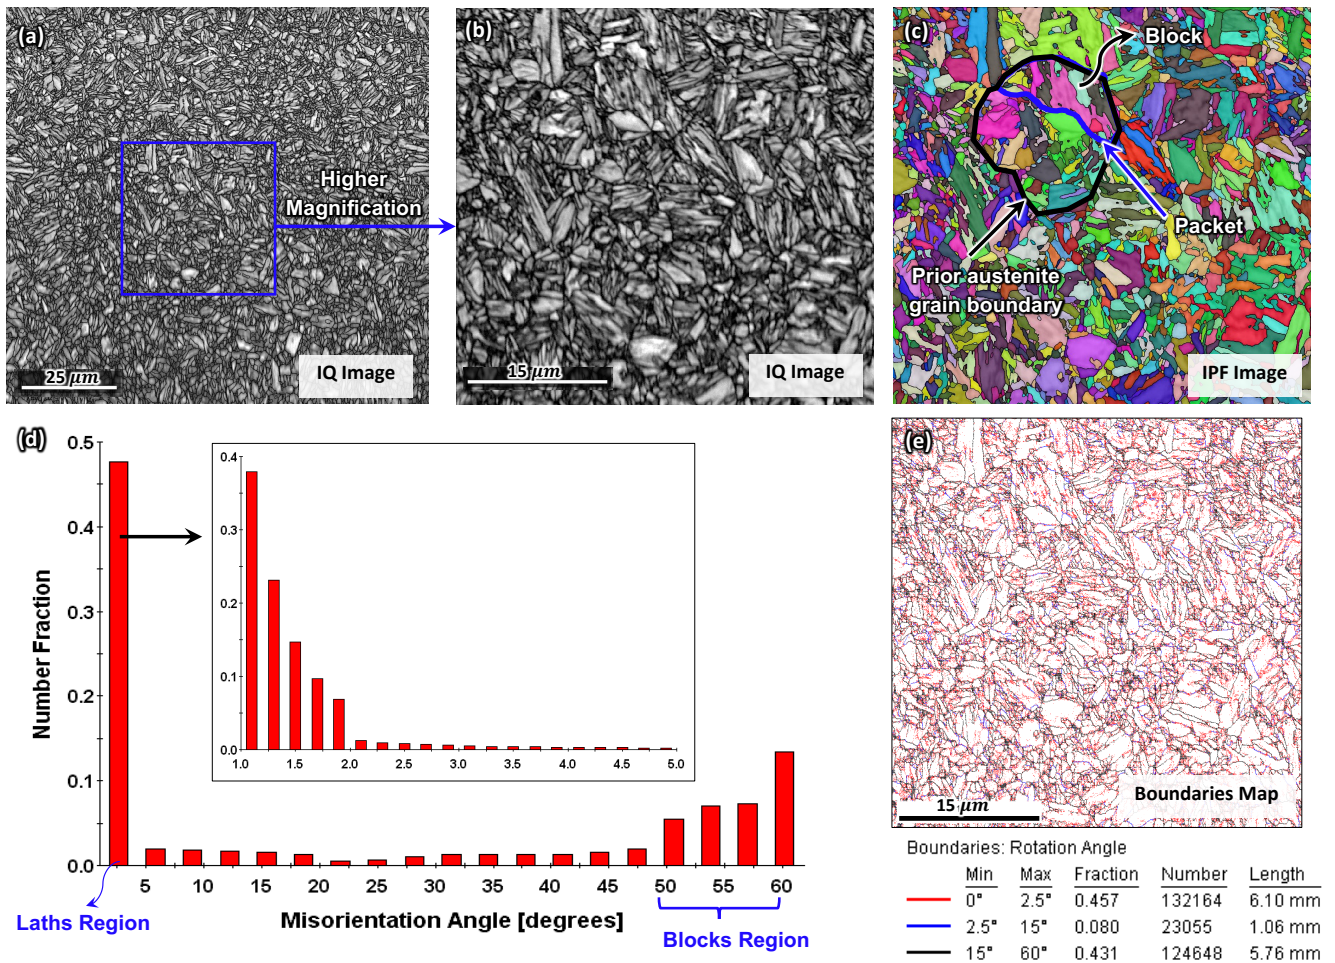 (a)
Higher
Magnification
25 μm
IQ Image
(b)
15 μm
IQ Image
(c)
Block
Packet
Prior austenite
grain boundary
IPF Image
(d)
Number Fraction
0.5
0.4
0.3
0.2
0.1
0.0
0.4
0.3
0.2
0.1
0.0
1.0 1.5 2.0 2.5 3.0 3.5 4.0 4.5 5.0
5 10 15 20 25 30 35 40 45 50 55 60
Laths Region
Misorientation Angle [degrees]
Blocks Region
(e)
15 μm
Boundaries Map
Boundaries: Rotation Angle
Min Max Fraction Number Length
0° 2.5° 0.457 132164 6.10 mm
2.5° 15° 0.080 23055 1.06 mm
15° 60° 0.431 124648 5.76 mm